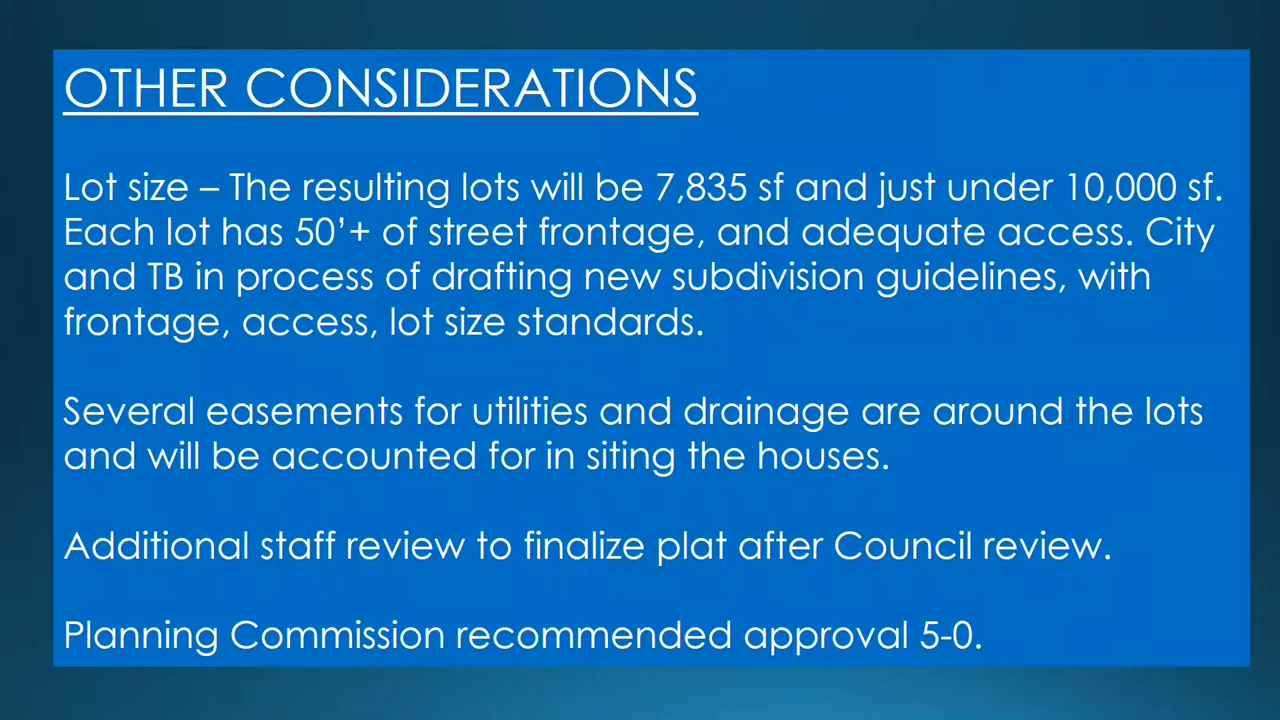 OTHER CONSIDERATIONS
Lot size – The resulting lots will be 7,835 sf and just under 10,000 sf.
Each lot has 50’+ of street frontage, and adequate access. City
and TB in process of drafting new subdivision guidelines, with
frontage, access, lot size standards.
Several easements for utilities and drainage are around the lots
and will be accounted for in siting the houses.
Additional staff review to finalize plat after Council review.
Planning Commission recommended approval 5-0.